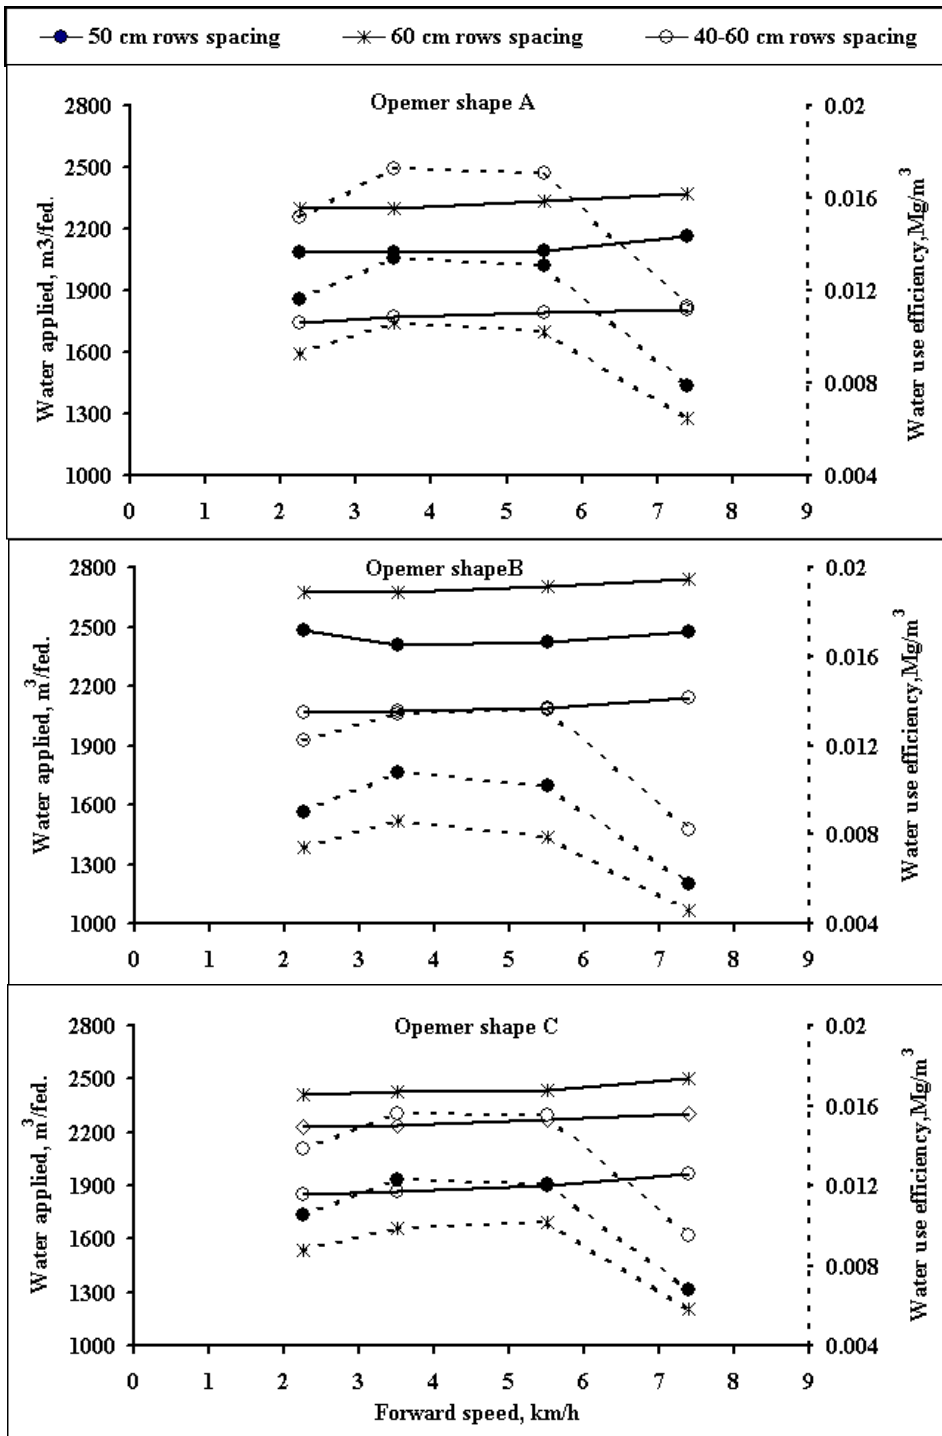 50 cm rows spacing 60 cm rows spacing 40-60 cm rows spacing
Opemer shape A
Water applied, m3/fed.
2800
2500
2200
1900
1600
1300
1000
0 1 2 3 4 5 6 7 8 9
0.02
0.016
0.012
0.008
0.004
Water use efficiency,Mg/m³
Opemer shapeB
Water applied, m³/fed.
2800
2500
2200
1900
1600
1300
1000
0 1 2 3 4 5 6 7 8 9
0.02
0.016
0.012
0.008
0.004
Water use efficiency,Mg/m³
Opemer shape C
Water applied, m³/fed.
2800
2500
2200
1900
1600
1300
1000
0 1 2 3 4 5 6 7 8 9
0.02
0.016
0.012
0.008
0.004
Water use efficiency,Mg/m³
Forward speed, km/h